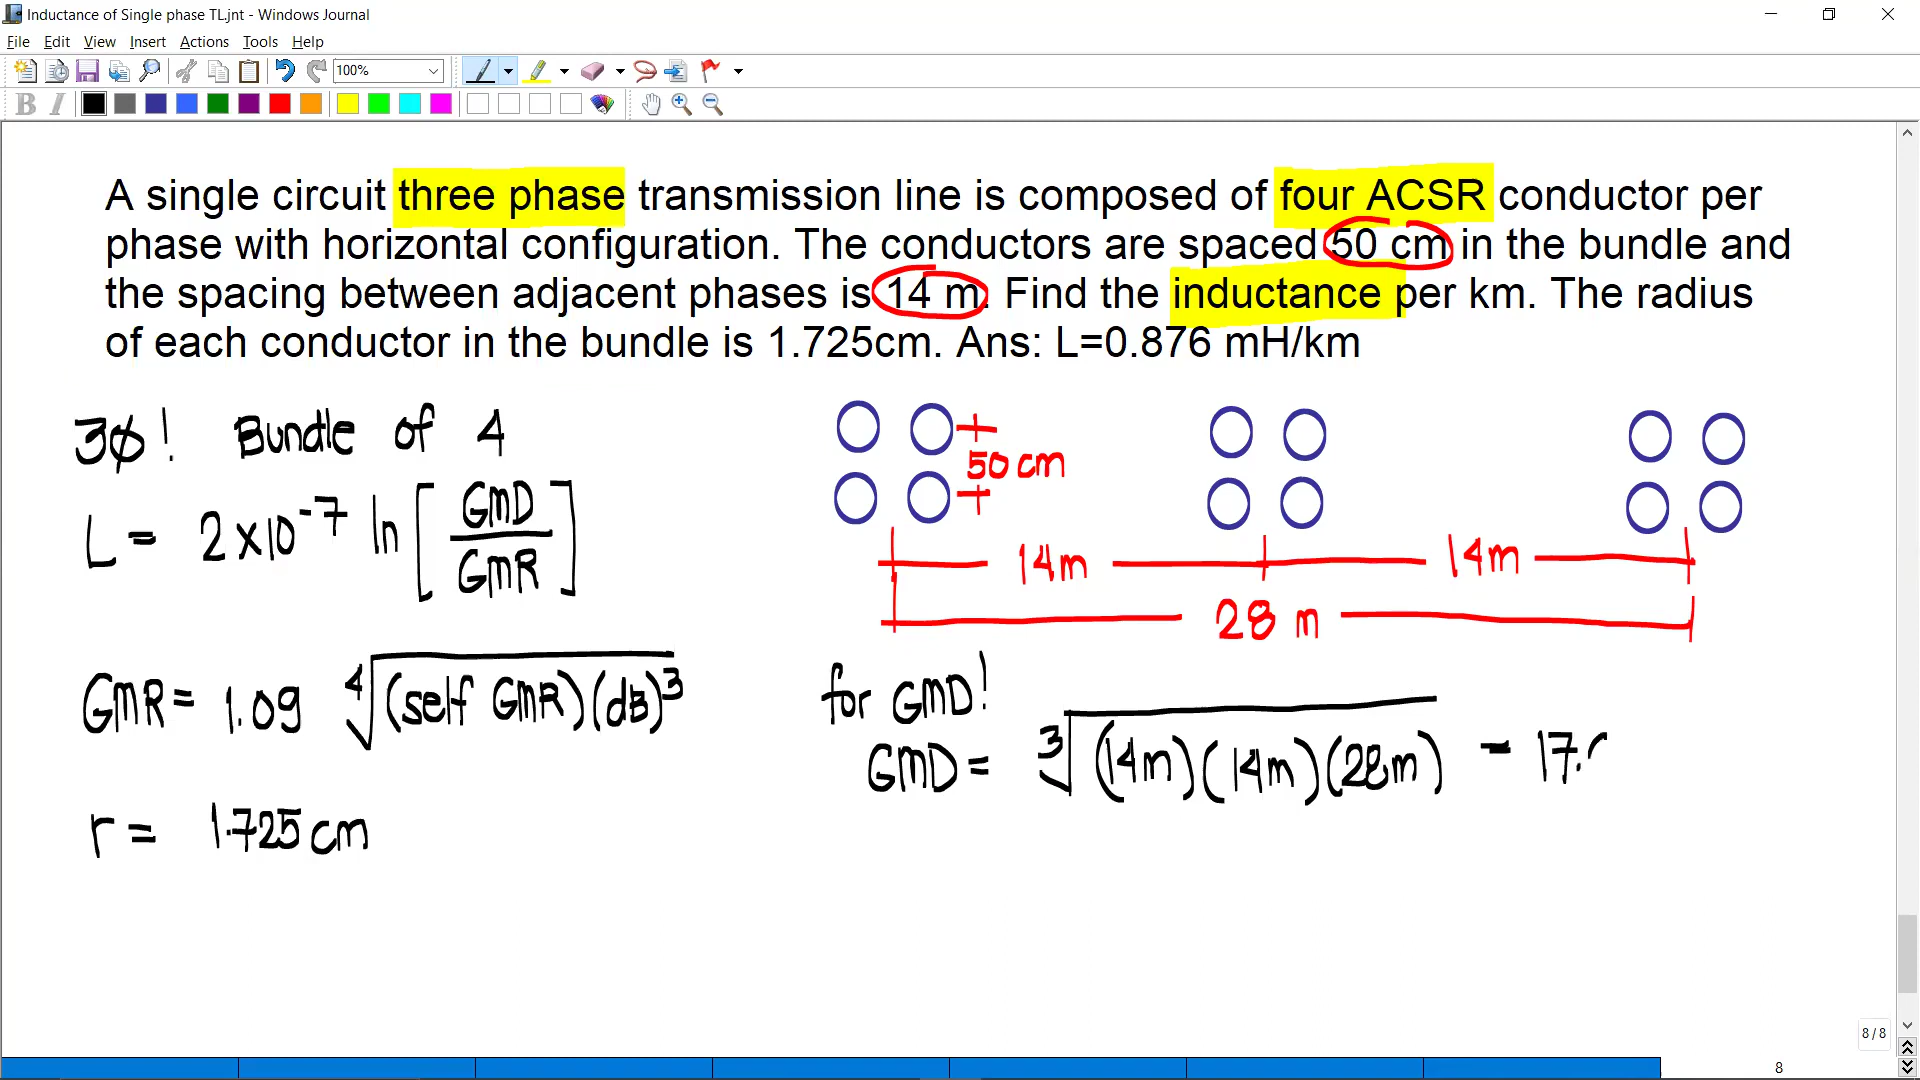 Inductance of Single phase TL.jnt - Windows Journal
File Edit View Insert Actions Tools Help
100%
B I
A single circuit three phase transmission line is composed of four ACSR conductor per
phase with horizontal configuration. The conductors are spaced 50 cm in the bundle and
the spacing between adjacent phases is 14 m. Find the inductance per km. The radius
of each conductor in the bundle is 1.725cm. Ans: L=0.876 mH/km
3φ! Bundle of 4
50 cm
L = 2x10^-7 ln [ GMD / GMR ]
14m 14m
28 m
GMR = 1.09 ⁴√(self GMR)(dB)³
for GMD!
GMD = ³√(14m)(14m)(28m) = 17.
r = 1.725 cm
8/8
8